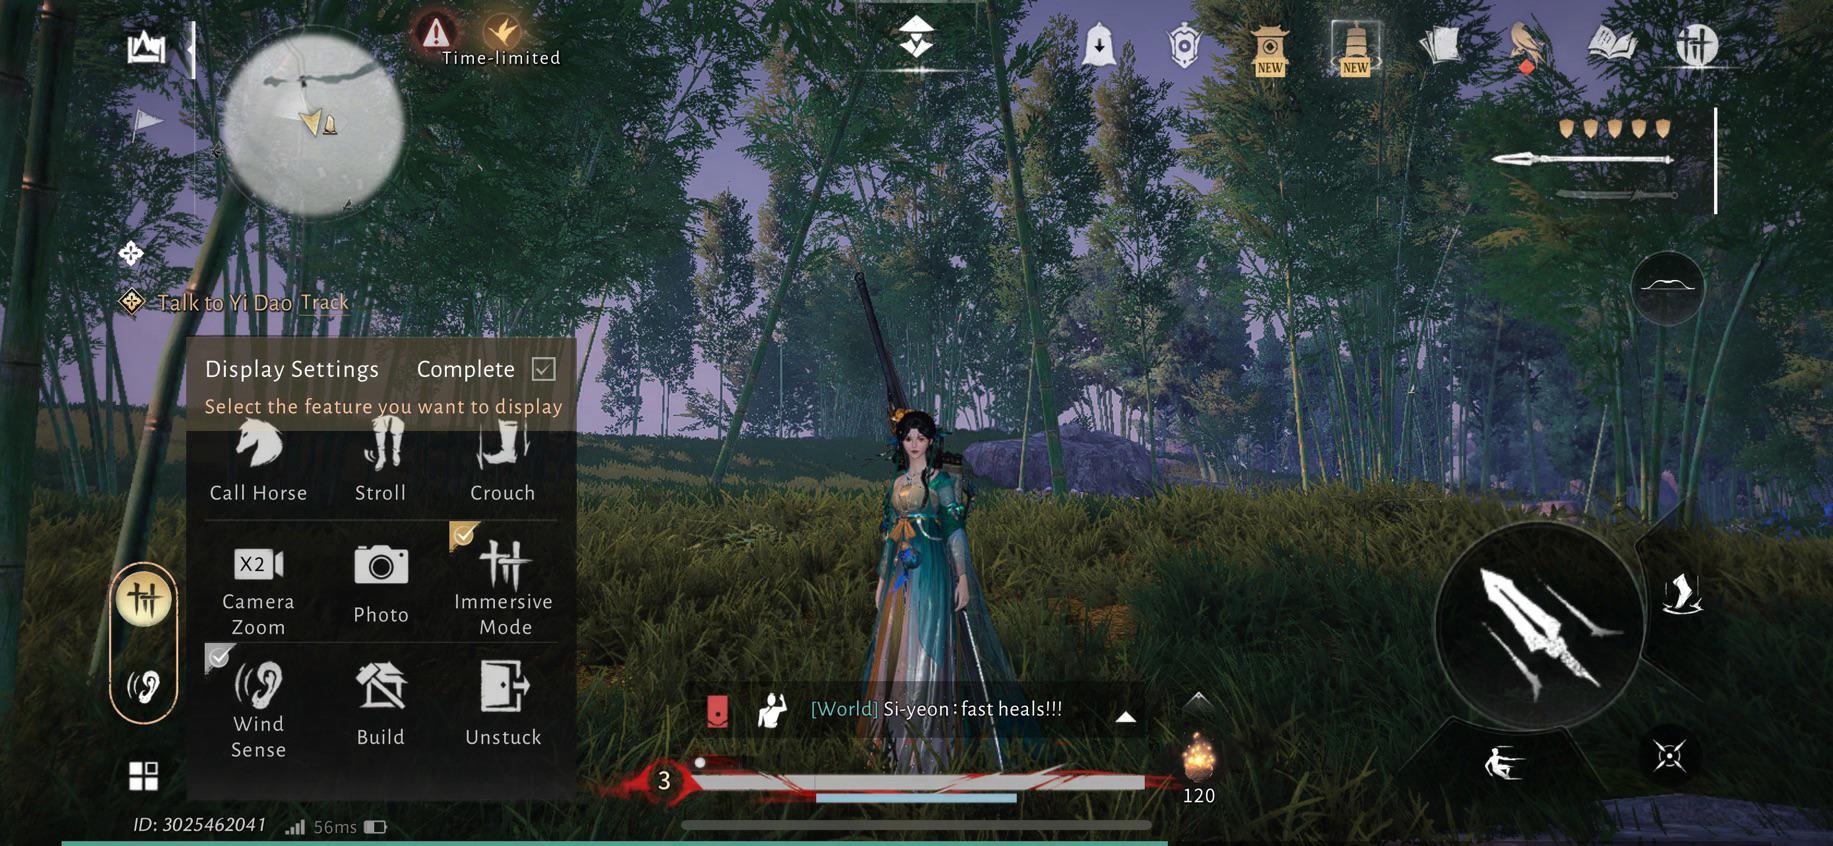 Time-limited
NEW
NEW
Talk to Yi Dao Track
Display Settings Complete
Select the feature you want to display
Call Horse
Stroll
Crouch
X2
Camera
Zoom
Photo
Immersive
Mode
Wind
Sense
Build
Unstuck
[World] Si-yeon: fast heals!!!
3
120
ID: 3025462041
56ms